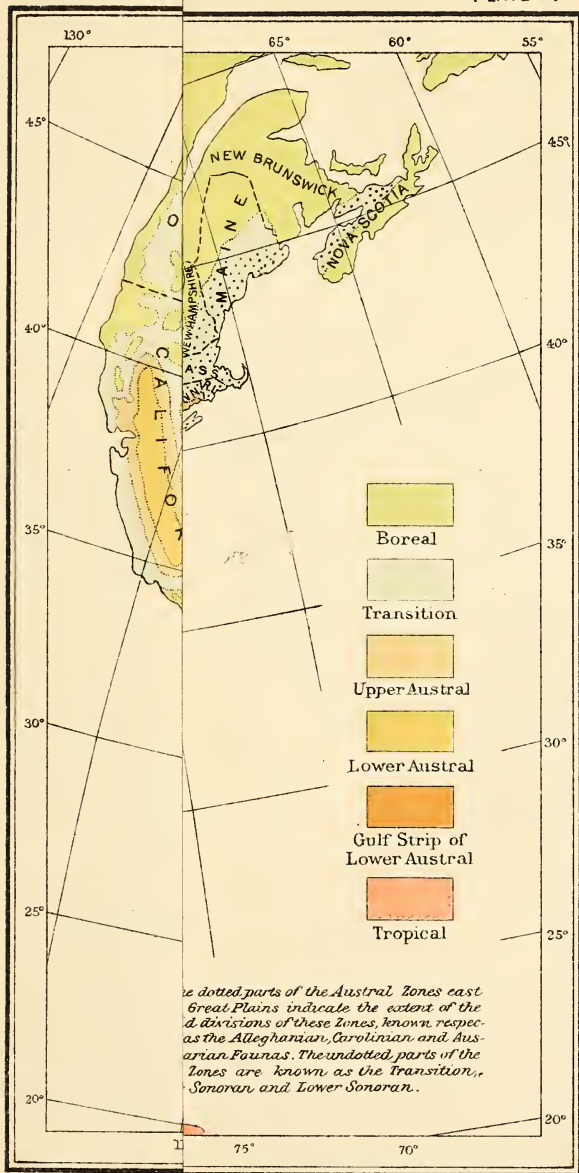 130°
65°
60°
55°
45°
45°
NEW BRUNSWICK
NOVA SCOTIA
MAINE
O
NEW HAMPSHIRE
40°
ASS
40°
CALIFO
35°
35°
Boreal
Transition
Upper Austral
30°
30°
Lower Austral
Gulf Strip of
Lower Austral
25°
25°
Tropical
e dotted parts of the Austral Zones east
Great Plains indicate the extent of the
d divisions of these Zones, known respec-
as the Alleghanian, Carolinian and Aus-
arian Faunas. The undotted parts of the
Zones are known as the Transition,
Sonoran and Lower Sonoran.
20°
20°
75°
70°